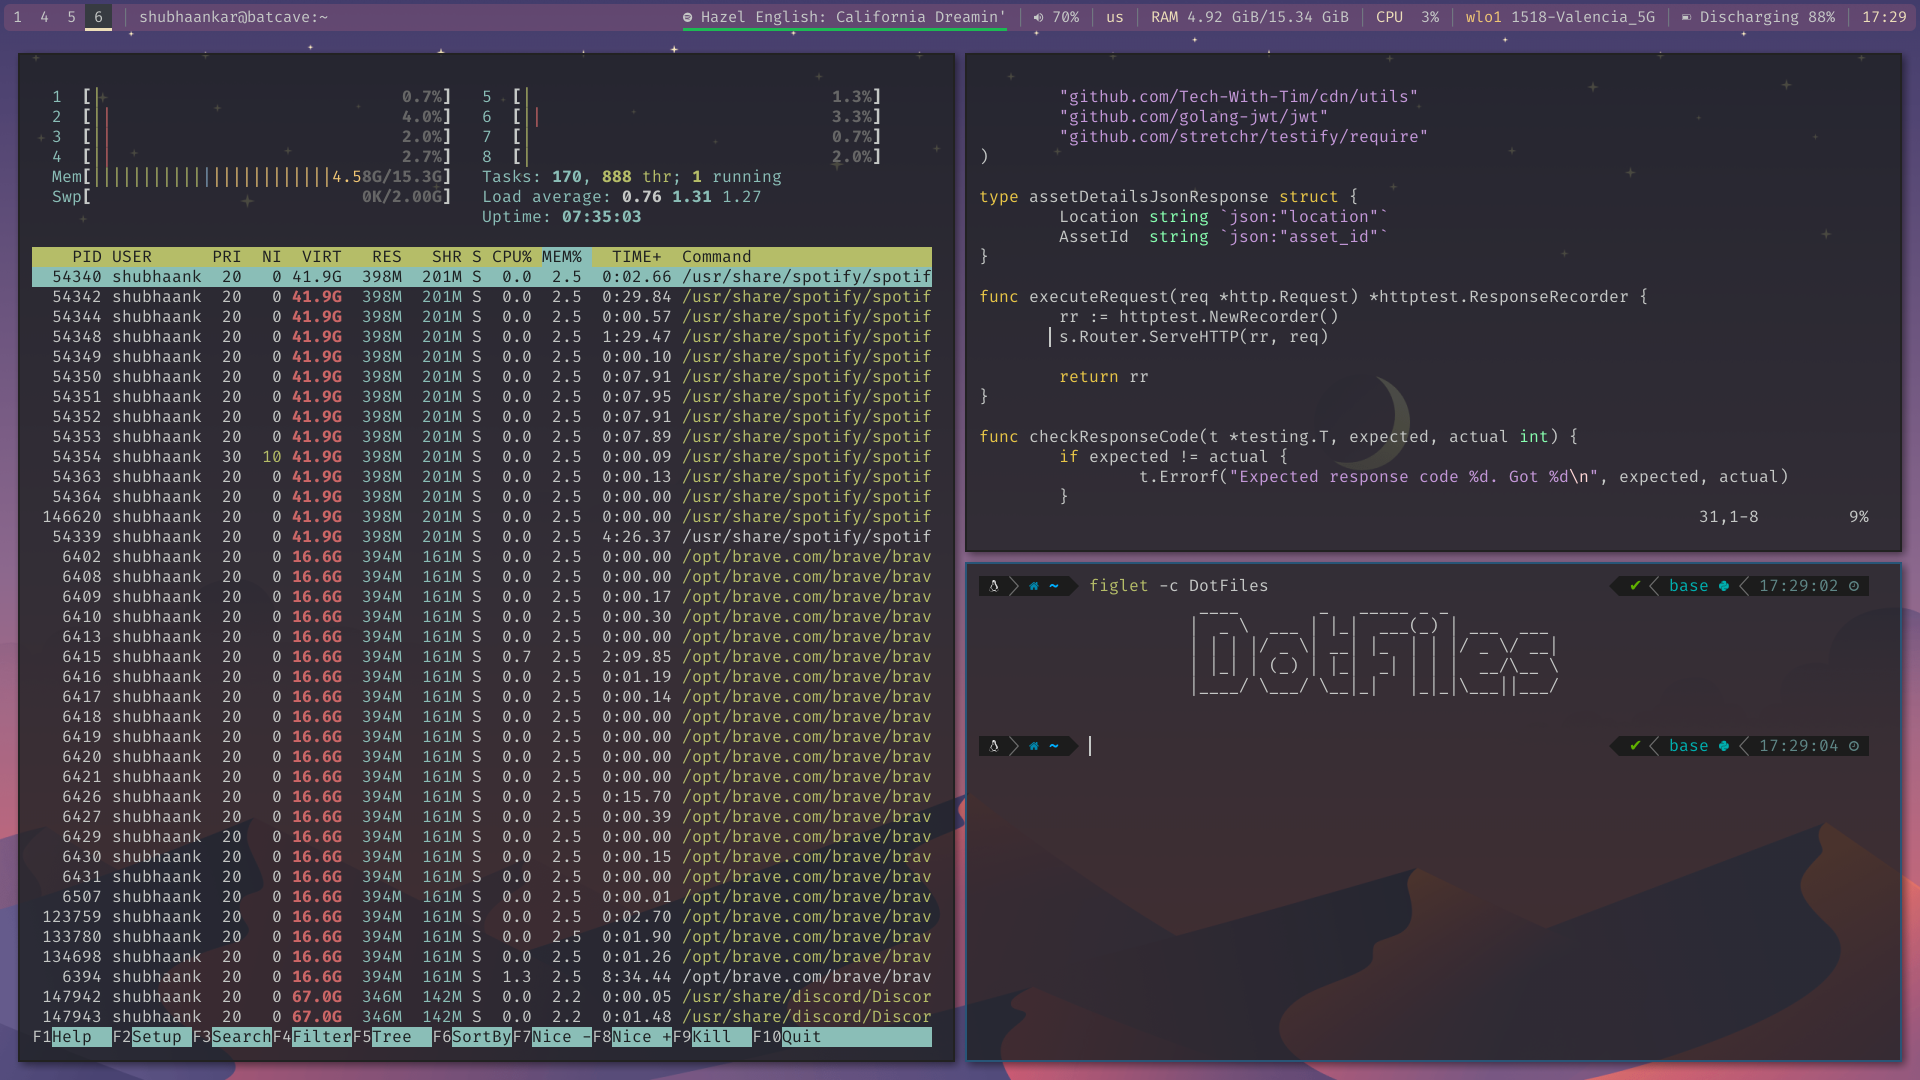 1 4 5 6 shubhaankar@batcave:~ Hazel English: California Dreamin' 70% us RAM 4.92 GiB/15.34 GiB CPU 3% wlo1 1518-Valencia_5G Discharging 88% 17:29
1 [| 0.7%] 5 [| 1.3%]
2 [|| 4.0%] 6 [|| 3.3%]
3 [|| 2.0%] 7 [| 0.7%]
4 [|| 2.7%] 8 [| 2.0%]
Mem[||||||||||||||||||||||||4.58G/15.3G] Tasks: 170, 888 thr; 1 running
Swp[ 0K/2.00G] Load average: 0.76 1.31 1.27
Uptime: 07:35:03
PID USER PRI NI VIRT RES SHR S CPU% MEM% TIME+ Command
54340 shubhaank 20 0 41.9G 398M 201M S 0.0 2.5 0:02.66 /usr/share/spotify/spotif
54342 shubhaank 20 0 41.9G 398M 201M S 0.0 2.5 0:29.84 /usr/share/spotify/spotif
54344 shubhaank 20 0 41.9G 398M 201M S 0.0 2.5 0:00.57 /usr/share/spotify/spotif
54348 shubhaank 20 0 41.9G 398M 201M S 0.0 2.5 1:29.47 /usr/share/spotify/spotif
54349 shubhaank 20 0 41.9G 398M 201M S 0.0 2.5 0:00.10 /usr/share/spotify/spotif
54350 shubhaank 20 0 41.9G 398M 201M S 0.0 2.5 0:07.91 /usr/share/spotify/spotif
54351 shubhaank 20 0 41.9G 398M 201M S 0.0 2.5 0:07.95 /usr/share/spotify/spotif
54352 shubhaank 20 0 41.9G 398M 201M S 0.0 2.5 0:07.91 /usr/share/spotify/spotif
54353 shubhaank 20 0 41.9G 398M 201M S 0.0 2.5 0:07.89 /usr/share/spotify/spotif
54354 shubhaank 30 10 41.9G 398M 201M S 0.0 2.5 0:00.09 /usr/share/spotify/spotif
54363 shubhaank 20 0 41.9G 398M 201M S 0.0 2.5 0:00.13 /usr/share/spotify/spotif
54364 shubhaank 20 0 41.9G 398M 201M S 0.0 2.5 0:00.00 /usr/share/spotify/spotif
146620 shubhaank 20 0 41.9G 398M 201M S 0.0 2.5 0:00.00 /usr/share/spotify/spotif
54339 shubhaank 20 0 41.9G 398M 201M S 0.0 2.5 4:26.37 /usr/share/spotify/spotif
6402 shubhaank 20 0 16.6G 394M 161M S 0.0 2.5 0:00.00 /opt/brave.com/brave/brav
6408 shubhaank 20 0 16.6G 394M 161M S 0.0 2.5 0:00.00 /opt/brave.com/brave/brav
6409 shubhaank 20 0 16.6G 394M 161M S 0.0 2.5 0:00.17 /opt/brave.com/brave/brav
6410 shubhaank 20 0 16.6G 394M 161M S 0.0 2.5 0:00.30 /opt/brave.com/brave/brav
6413 shubhaank 20 0 16.6G 394M 161M S 0.0 2.5 0:00.00 /opt/brave.com/brave/brav
6415 shubhaank 20 0 16.6G 394M 161M S 0.7 2.5 2:09.85 /opt/brave.com/brave/brav
6416 shubhaank 20 0 16.6G 394M 161M S 0.0 2.5 0:01.19 /opt/brave.com/brave/brav
6417 shubhaank 20 0 16.6G 394M 161M S 0.0 2.5 0:00.14 /opt/brave.com/brave/brav
6418 shubhaank 20 0 16.6G 394M 161M S 0.0 2.5 0:00.00 /opt/brave.com/brave/brav
6419 shubhaank 20 0 16.6G 394M 161M S 0.0 2.5 0:00.00 /opt/brave.com/brave/brav
6420 shubhaank 20 0 16.6G 394M 161M S 0.0 2.5 0:00.00 /opt/brave.com/brave/brav
6421 shubhaank 20 0 16.6G 394M 161M S 0.0 2.5 0:00.00 /opt/brave.com/brave/brav
6426 shubhaank 20 0 16.6G 394M 161M S 0.0 2.5 0:15.70 /opt/brave.com/brave/brav
6427 shubhaank 20 0 16.6G 394M 161M S 0.0 2.5 0:00.39 /opt/brave.com/brave/brav
6429 shubhaank 20 0 16.6G 394M 161M S 0.0 2.5 0:00.00 /opt/brave.com/brave/brav
6430 shubhaank 20 0 16.6G 394M 161M S 0.0 2.5 0:00.15 /opt/brave.com/brave/brav
6431 shubhaank 20 0 16.6G 394M 161M S 0.0 2.5 0:00.00 /opt/brave.com/brave/brav
6507 shubhaank 20 0 16.6G 394M 161M S 0.0 2.5 0:00.01 /opt/brave.com/brave/brav
123759 shubhaank 20 0 16.6G 394M 161M S 0.0 2.5 0:02.70 /opt/brave.com/brave/brav
133780 shubhaank 20 0 16.6G 394M 161M S 0.0 2.5 0:01.90 /opt/brave.com/brave/brav
134698 shubhaank 20 0 16.6G 394M 161M S 0.0 2.5 0:01.26 /opt/brave.com/brave/brav
6394 shubhaank 20 0 16.6G 394M 161M S 1.3 2.5 8:34.44 /opt/brave.com/brave/brav
147942 shubhaank 20 0 67.0G 346M 142M S 0.0 2.2 0:00.05 /usr/share/discord/Discor
147943 shubhaank 20 0 67.0G 346M 142M S 0.0 2.2 0:01.48 /usr/share/discord/Discor
F1Help F2Setup F3SearchF4FilterF5Tree F6SortByF7Nice -F8Nice +F9Kill F10Quit
"github.com/Tech-With-Tim/cdn/utils"
"github.com/golang-jwt/jwt"
"github.com/stretchr/testify/require"
)
type assetDetailsJsonResponse struct {
Location string `json:"location"`
AssetId string `json:"asset_id"`
}
func executeRequest(req *http.Request) *httptest.ResponseRecorder {
rr := httptest.NewRecorder()
s.Router.ServeHTTP(rr, req)
return rr
}
func checkResponseCode(t *testing.T, expected, actual int) {
if expected != actual {
t.Errorf("Expected response code %d. Got %d\n", expected, actual)
}
31,1-8 9%
~ figlet -c DotFiles ✔ base 17:29:02
DotFiles
~ ✔ base 17:29:04